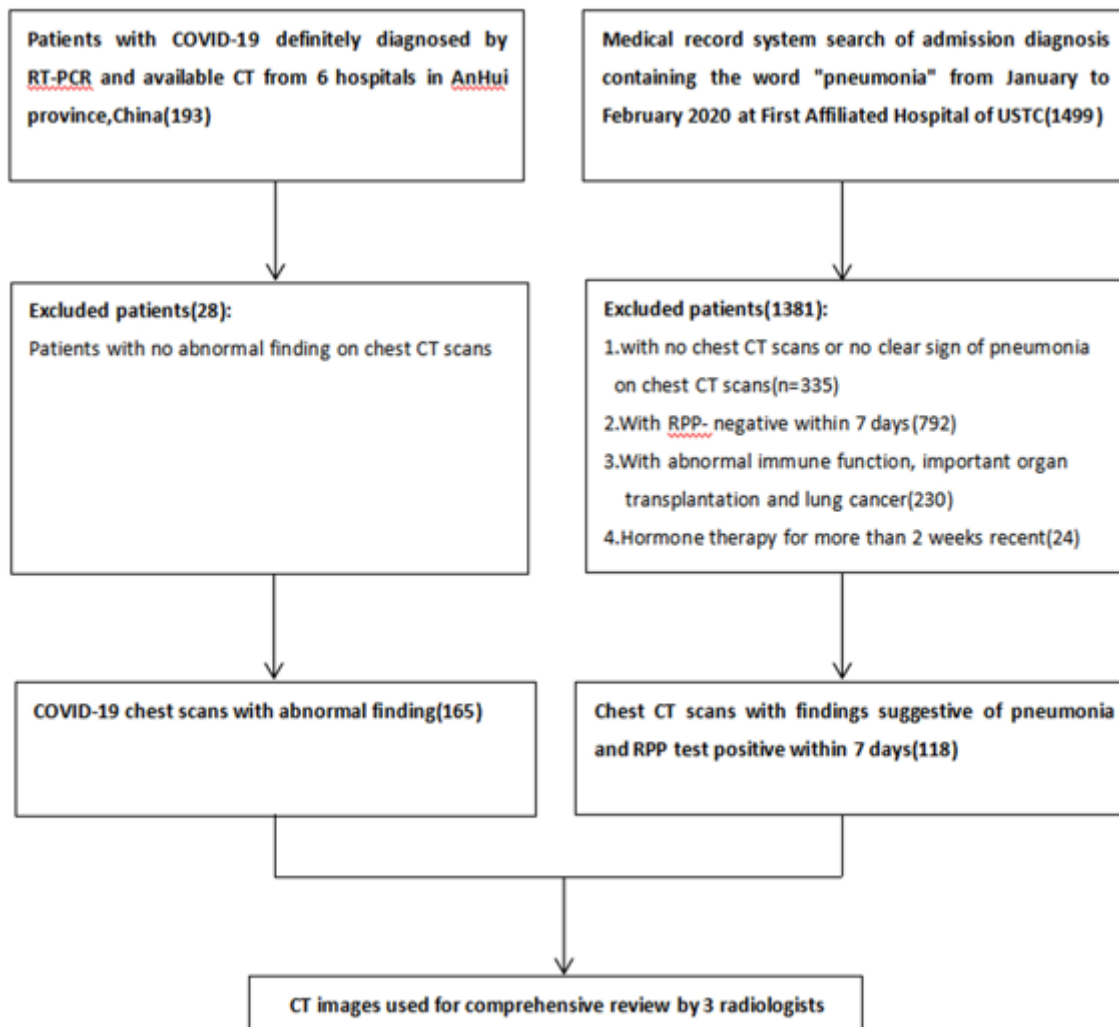 Patients with COVID-19 definitely diagnosed by
RT-PCR and available CT from 6 hospitals in AnHui
province,China(193)
Medical record system search of admission diagnosis
containing the word "pneumonia" from January to
February 2020 at First Affiliated Hospital of USTC(1499)
Excluded patients(28):
Patients with no abnormal finding on chest CT scans
Excluded patients(1381):
1.with no chest CT scans or no clear sign of pneumonia
on chest CT scans(n=335)
2.With RPP- negative within 7 days(792)
3.With abnormal immune function, important organ
transplantation and lung cancer(230)
4.Hormone therapy for more than 2 weeks recent(24)
COVID-19 chest scans with abnormal finding(165)
Chest CT scans with findings suggestive of pneumonia
and RPP test positive within 7 days(118)
CT images used for comprehensive review by 3 radiologists